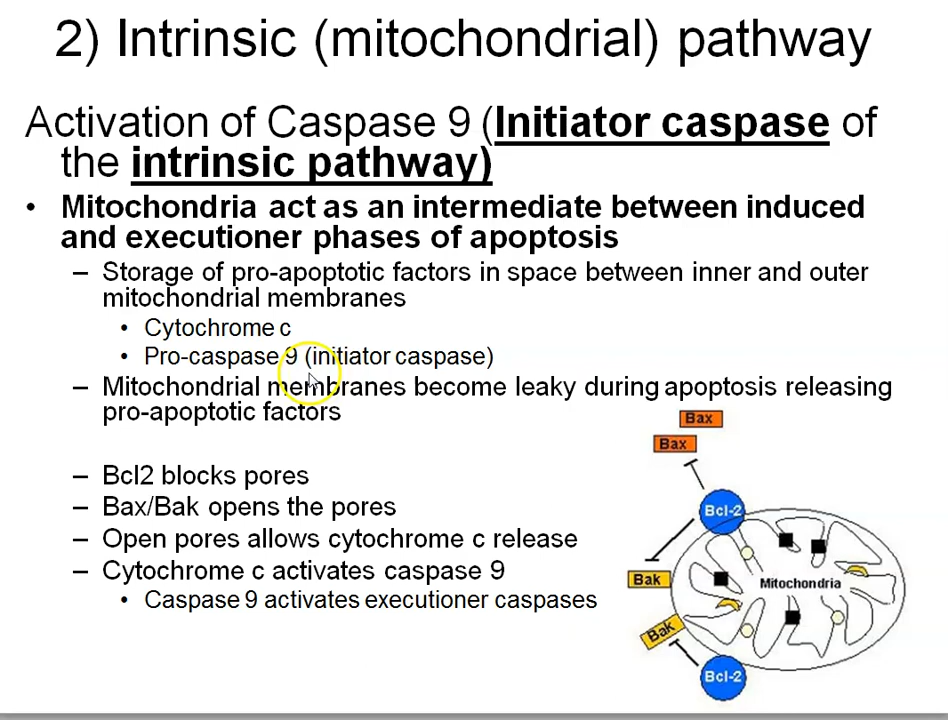 2) Intrinsic (mitochondrial) pathway
Activation of Caspase 9 (Initiator caspase of
the intrinsic pathway)
• Mitochondria act as an intermediate between induced
and executioner phases of apoptosis
– Storage of pro-apoptotic factors in space between inner and outer
mitochondrial membranes
• Cytochrome c
• Pro-caspase 9 (initiator caspase)
– Mitochondrial membranes become leaky during apoptosis releasing
pro-apoptotic factors
– Bcl2 blocks pores
– Bax/Bak opens the pores
– Open pores allows cytochrome c release
– Cytochrome c activates caspase 9
• Caspase 9 activates executioner caspases
Bax
Bax
Bcl-2
Bak
Mitochondria
Bak
Bcl-2